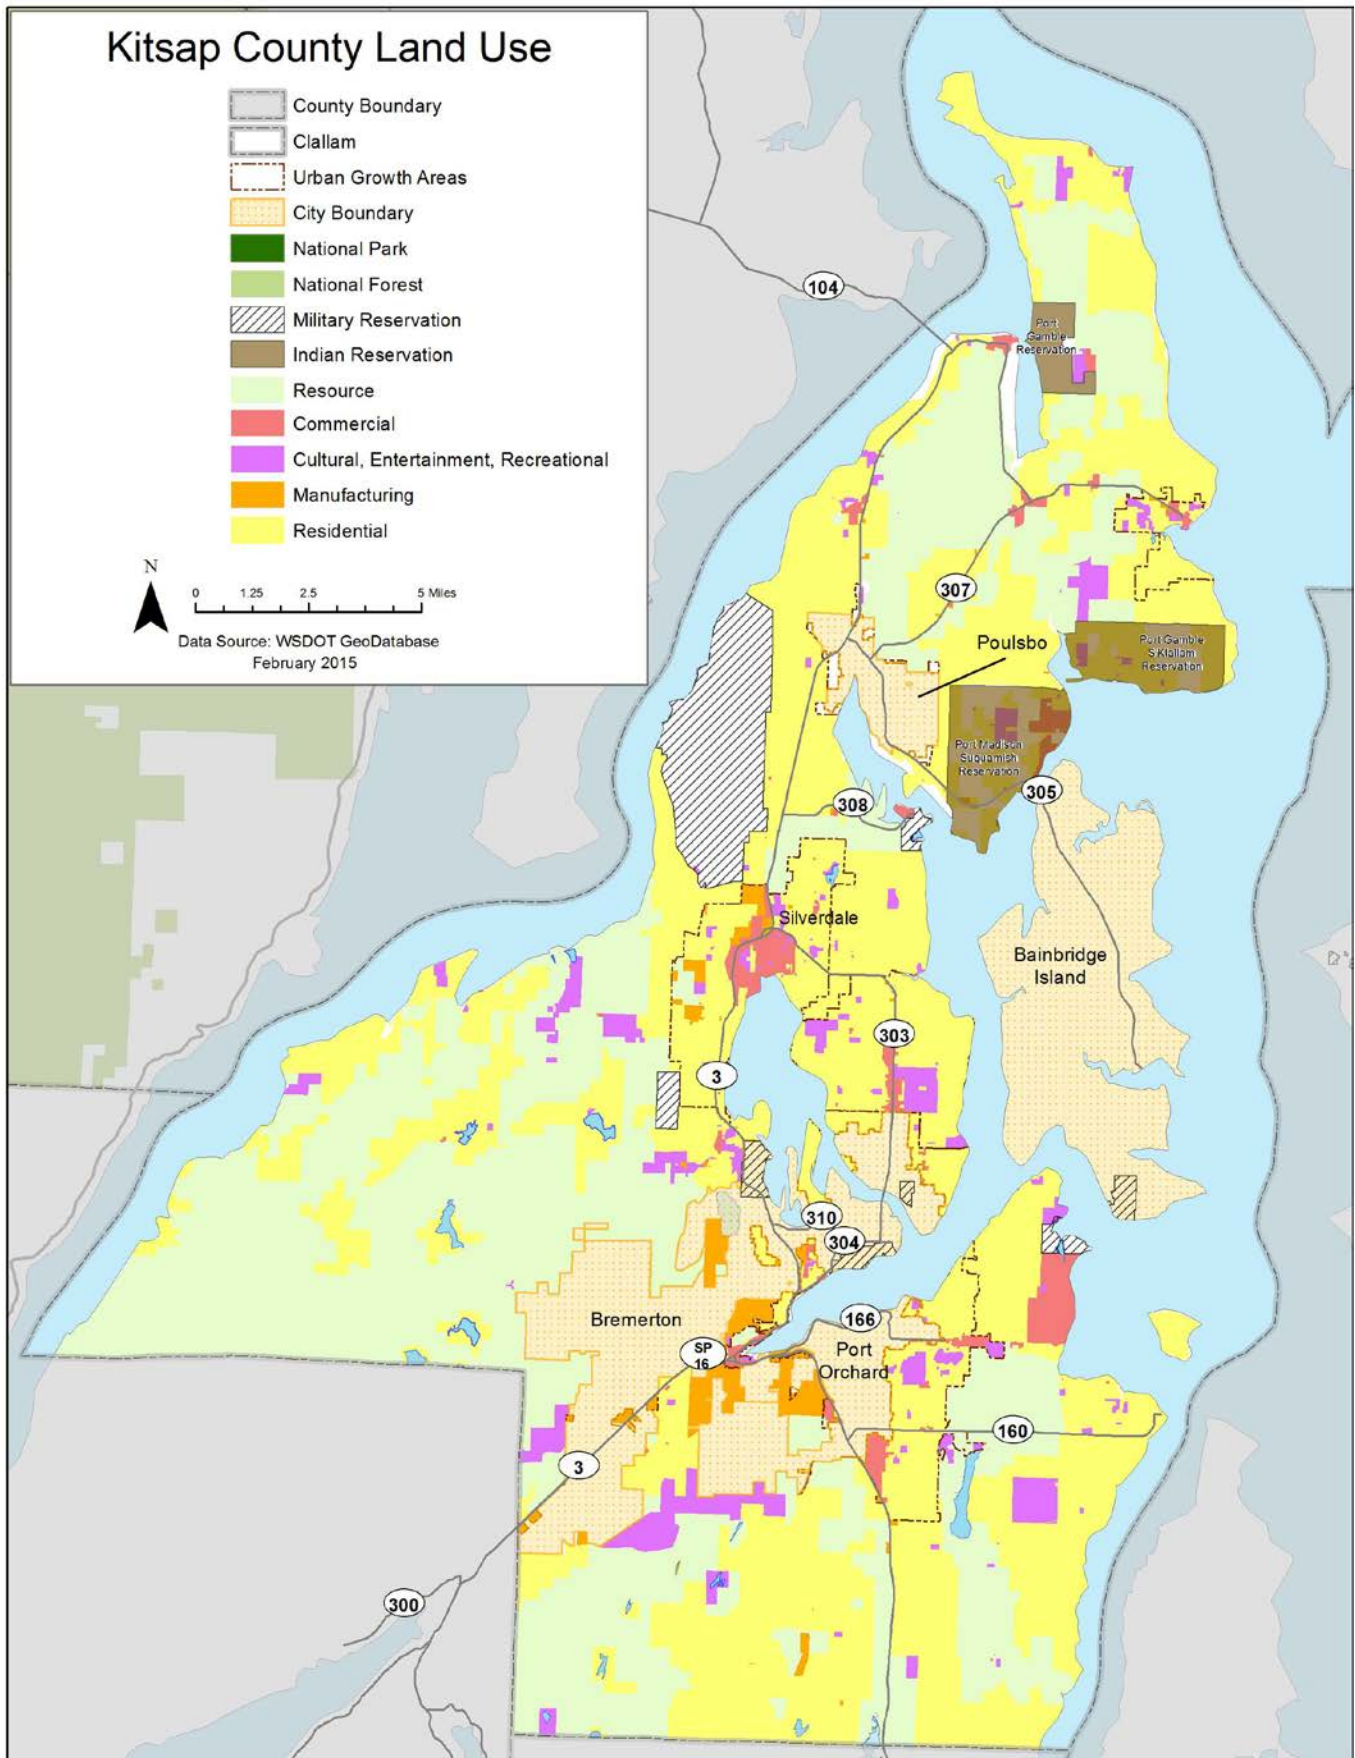 Kitsap County Land Use
County Boundary
Clallam
Urban Growth Areas
City Boundary
National Park
National Forest
Military Reservation
Indian Reservation
Resource
Commercial
Cultural, Entertainment, Recreational
Manufacturing
Residential
N
0 1.25 2.5 5 Miles
Data Source: WSDOT GeoDatabase
February 2015
104
Port
Gamble
Reservation
307
Poulsbo
Port Gamble
S'Klallam
Reservation
Port Madison
Suquamish
Reservation
305
308
Silverdale
Bainbridge
Island
303
3
310
304
Bremerton
166
SP
16
Port
Orchard
160
3
300